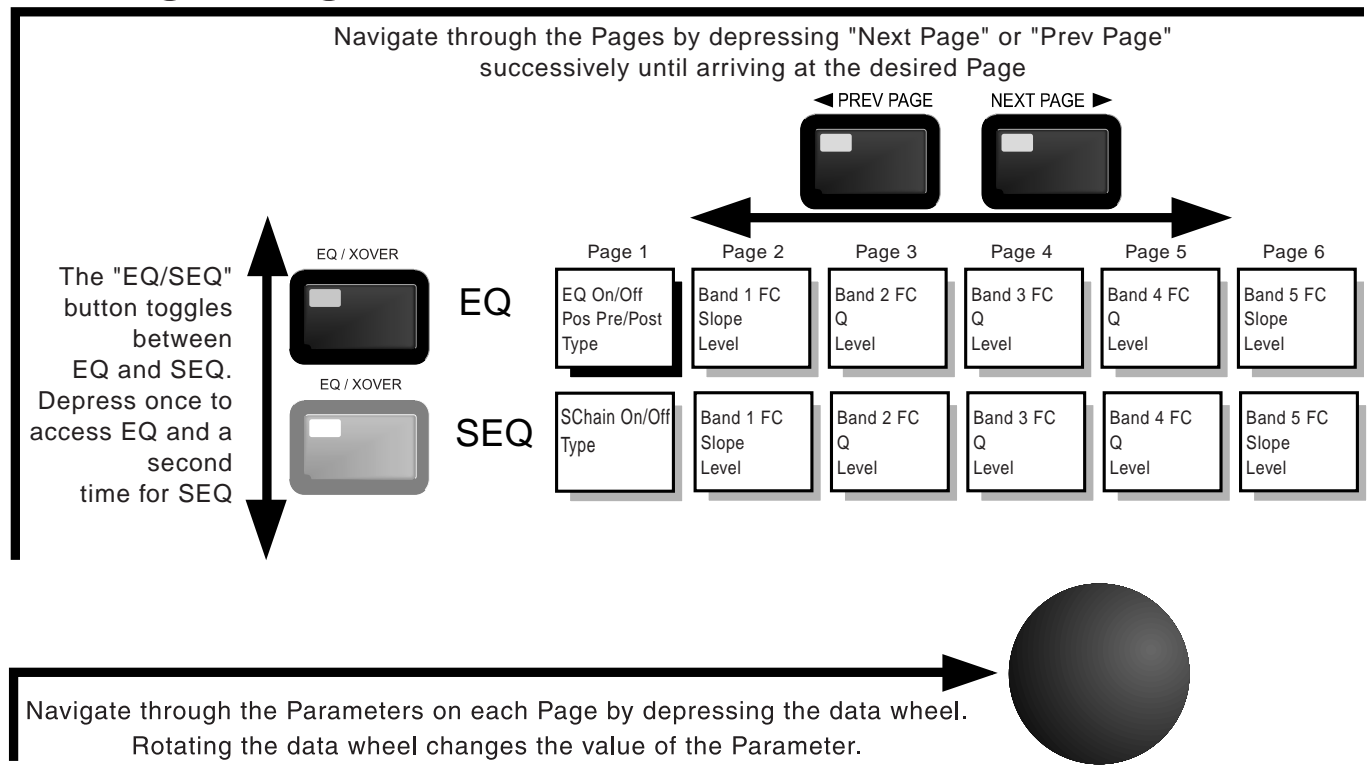 Navigate through the Pages by depressing "Next Page" or "Prev Page"
successively until arriving at the desired Page
◄ PREV PAGE
NEXT PAGE ►
The "EQ/SEQ"
button toggles
between
EQ and SEQ.
Depress once to
access EQ and a
second
time for SEQ
EQ / XOVER
EQ
Page 1
Page 2
Page 3
Page 4
Page 5
Page 6
EQ On/Off
Pos Pre/Post
Type
Band 1 FC
Slope
Level
Band 2 FC
Q
Level
Band 3 FC
Q
Level
Band 4 FC
Q
Level
Band 5 FC
Slope
Level
EQ / XOVER
SEQ
SChain On/Off
Type
Band 1 FC
Slope
Level
Band 2 FC
Q
Level
Band 3 FC
Q
Level
Band 4 FC
Q
Level
Band 5 FC
Slope
Level
Navigate through the Parameters on each Page by depressing the data wheel.
Rotating the data wheel changes the value of the Parameter.